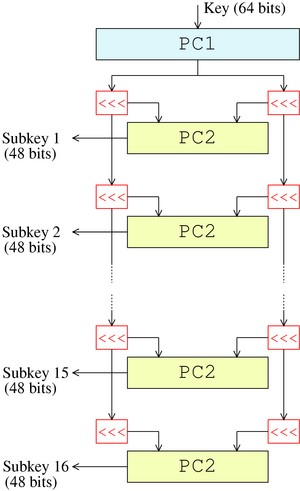 Key (64 bits)
PC1
<<< <<<
Subkey 1
(48 bits)
PC2
<<< <<<
Subkey 2
(48 bits)
PC2
<<< <<<
Subkey 15
(48 bits)
PC2
<<< <<<
Subkey 16
(48 bits)
PC2